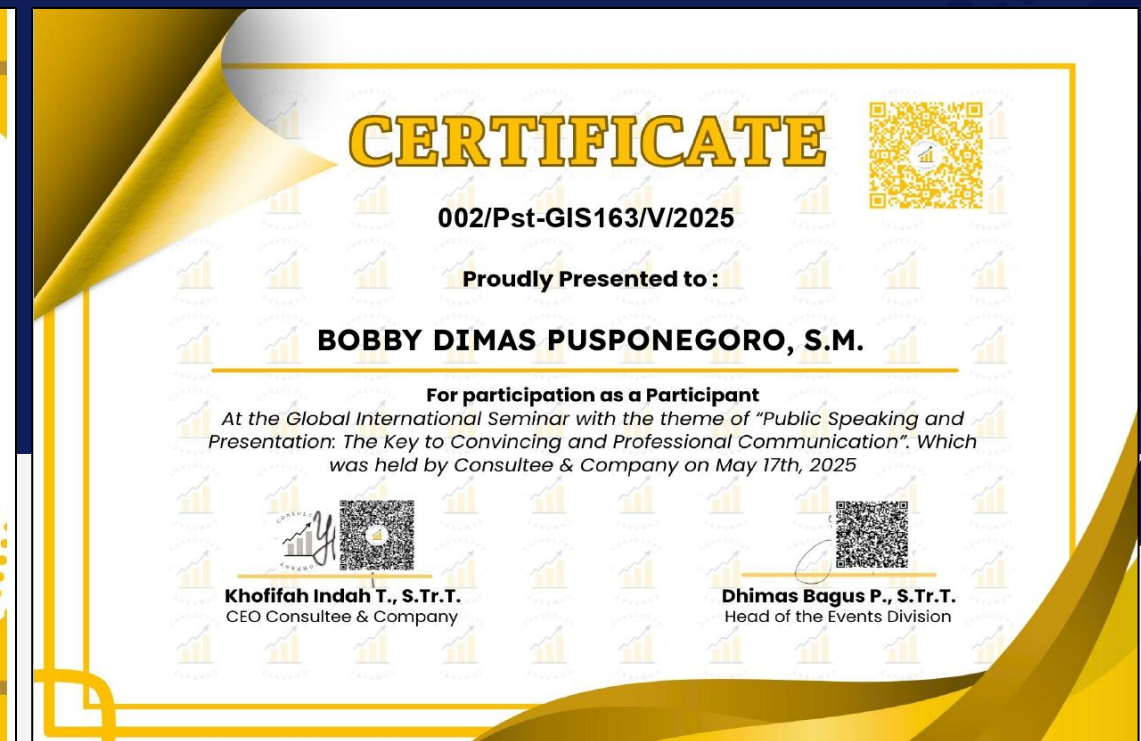 CERTIFICATE
002/Pst-GIS163/V/2025
Proudly Presented to :
BOBBY DIMAS PUSPONEGORO, S.M.
For participation as a Participant
At the Global International Seminar with the theme of “Public Speaking and
Presentation: The Key to Convincing and Professional Communication”. Which
was held by Consultee & Company on May 17th, 2025
Khofifah Indah T., S.Tr.T.
CEO Consultee & Company
Dhimas Bagus P., S.Tr.T.
Head of the Events Division